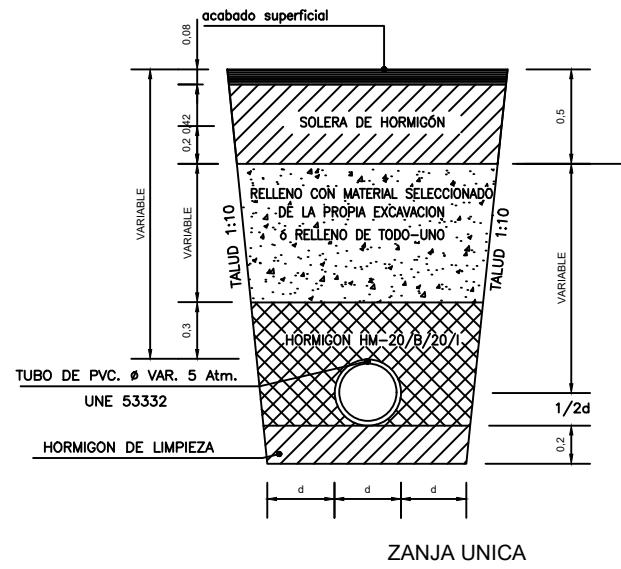 0,08
acabado superficial
0,42
0,2
0,5
SOLERA DE HORMIGÓN
VARIABLE
VARIABLE
TALUD 1:10
RELLENO CON MATERIAL SELECCIONADO
DE LA PROPIA EXCAVACION
6 RELLENO DE TODO-UNO
TALUD 1:10
VARIABLE
0,3
HORMIGON HM-20/B/20/I.
TUBO DE PVC. ø VAR. 5 Atm.
UNE 53332
1/2d
HORMIGON DE LIMPIEZA
0,2
d
d
d
ZANJA UNICA